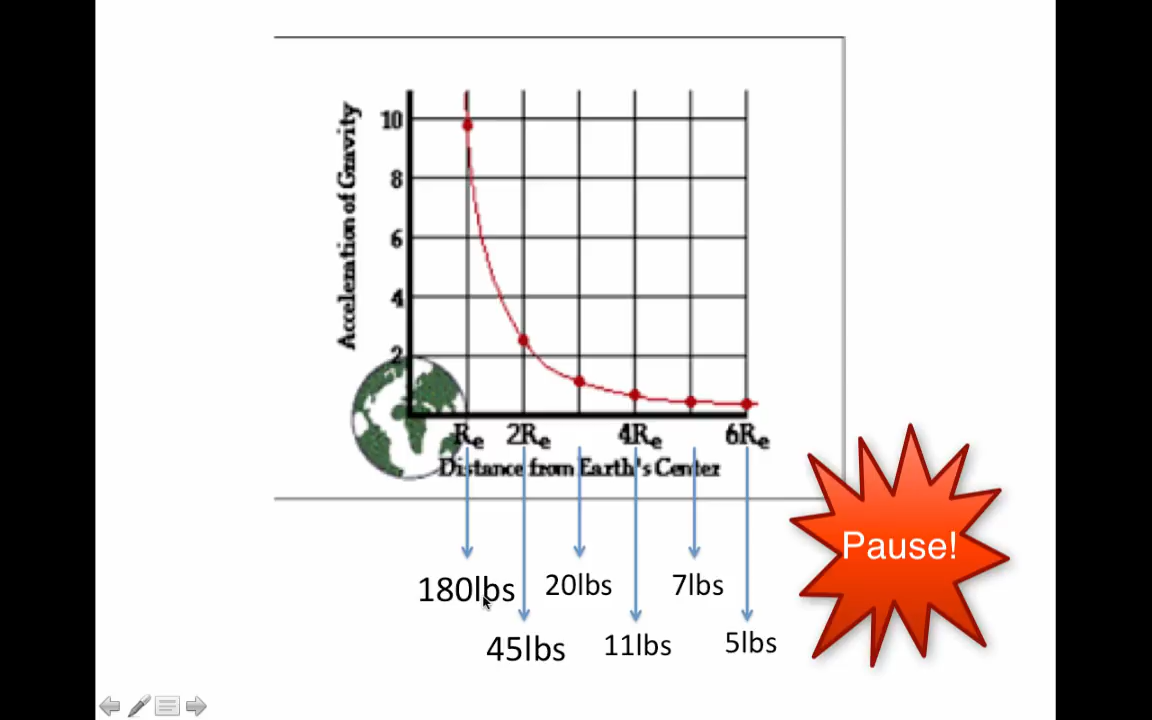 Acceleration of Gravity
10
8
6
4
2
Re 2Re 4Re 6Re
Distance from Earth's Center
Pause!
180lbs 20lbs 7lbs
45lbs 11lbs 5lbs